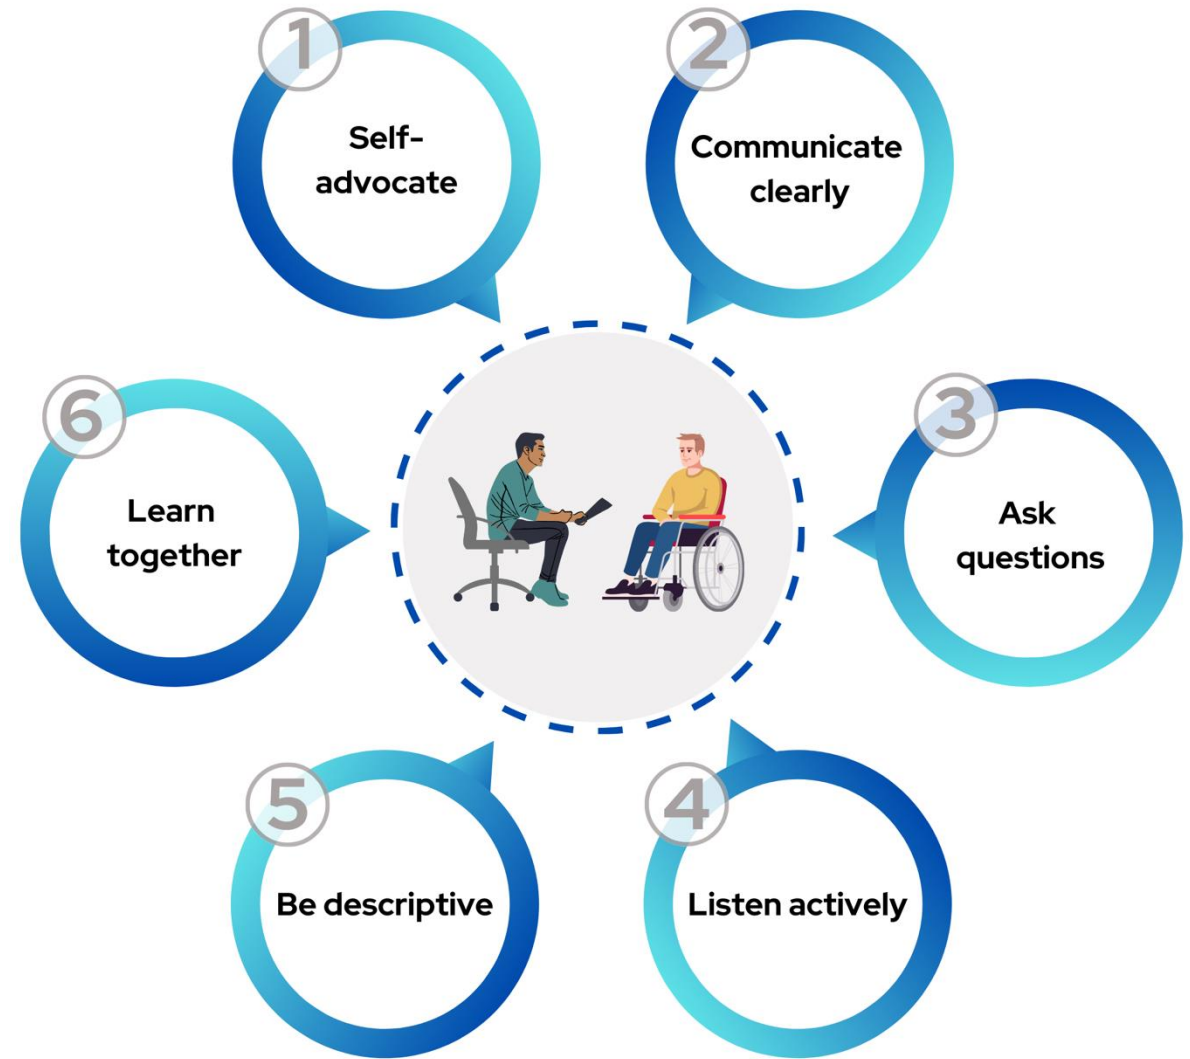 1
Self-
advocate
2
Communicate
clearly
3
Ask
questions
4
Listen actively
5
Be descriptive
6
Learn
together